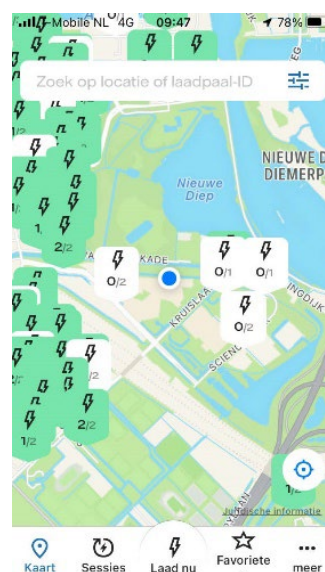 Mobile NL 4G 09:47 78%
Zoek op locatie of laadpaal-ID
NIEUWE D
DIEMERP
Nieuwe
Diep
1/
2/2
KADE
0/2
0/1
0/1
KRUISLAA
INGDIJK
0/2
SCIENC
/2
2/2
1/2
1/
Juridische informatie
Kaart
Sessies
Laad nu
Favoriete
meer